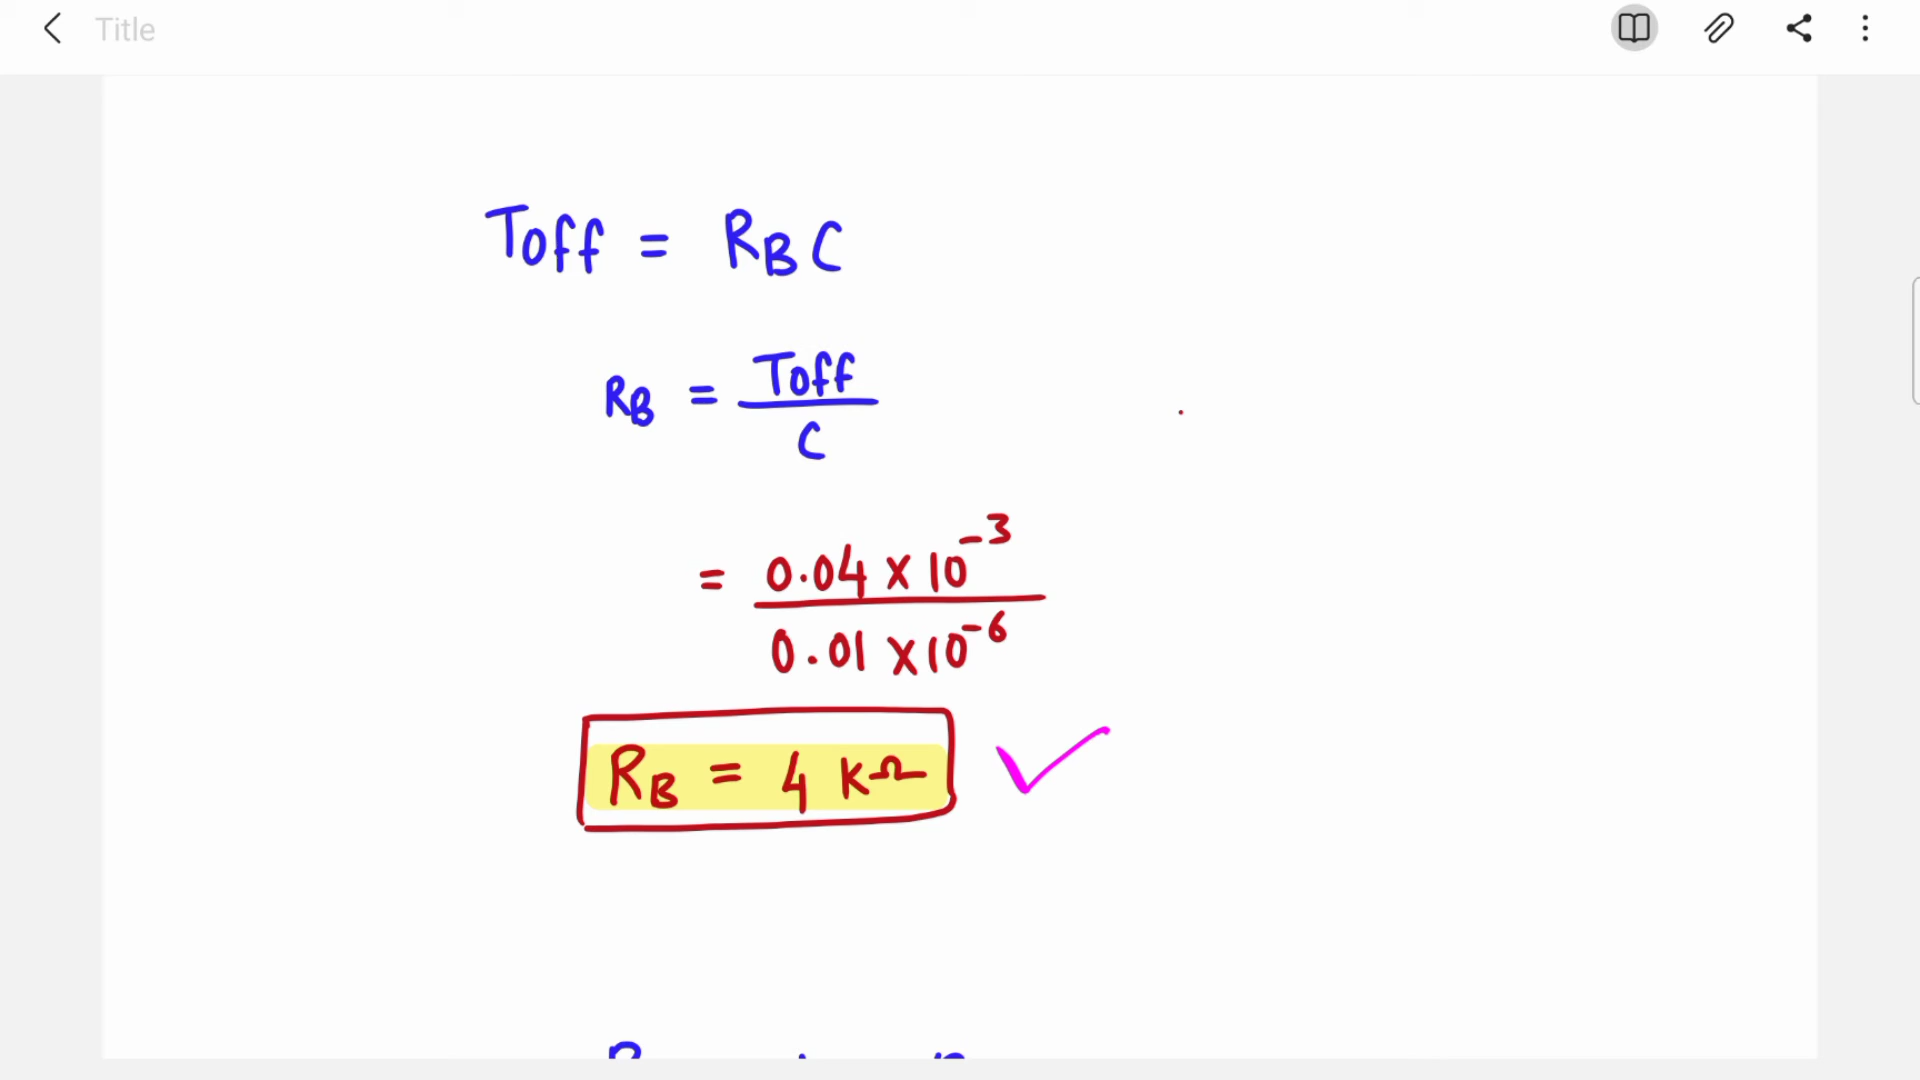 Title
Toff = RB C
RB = Toff / C
= 0.04 x 10^-3 / 0.01 x 10^-6
RB = 4 KΩ